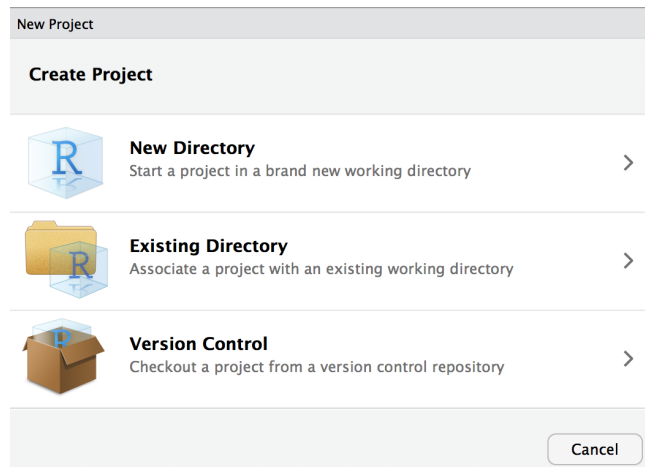 New Project
Create Project
R
New Directory
Start a project in a brand new working directory
R
Existing Directory
Associate a project with an existing working directory
R
Version Control
Checkout a project from a version control repository
Cancel